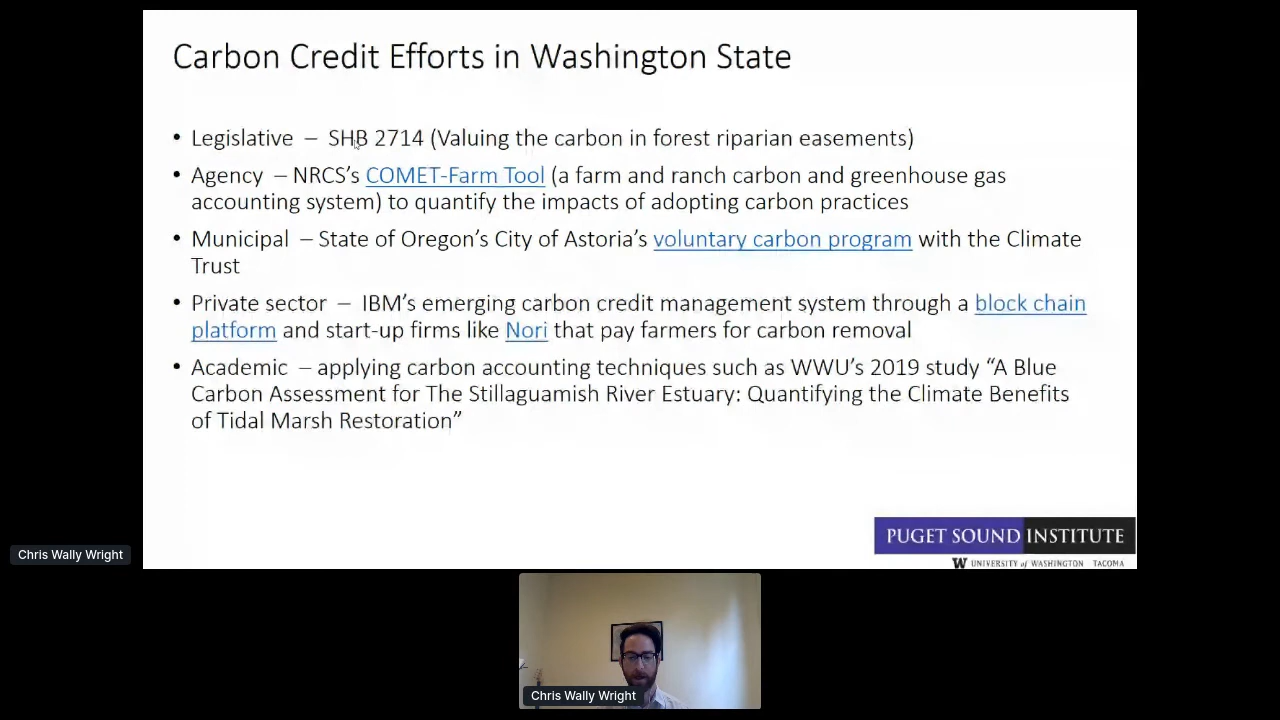 Carbon Credit Efforts in Washington State
• Legislative – SHB 2714 (Valuing the carbon in forest riparian easements)
• Agency – NRCS’s COMET-Farm Tool (a farm and ranch carbon and greenhouse gas
accounting system) to quantify the impacts of adopting carbon practices
• Municipal – State of Oregon’s City of Astoria’s voluntary carbon program with the Climate
Trust
• Private sector – IBM’s emerging carbon credit management system through a block chain
platform and start-up firms like Nori that pay farmers for carbon removal
• Academic – applying carbon accounting techniques such as WWU’s 2019 study “A Blue
Carbon Assessment for The Stillaguamish River Estuary: Quantifying the Climate Benefits
of Tidal Marsh Restoration”
PUGET SOUND INSTITUTE
W UNIVERSITY of WASHINGTON TACOMA
Chris Wally Wright
Chris Wally Wright